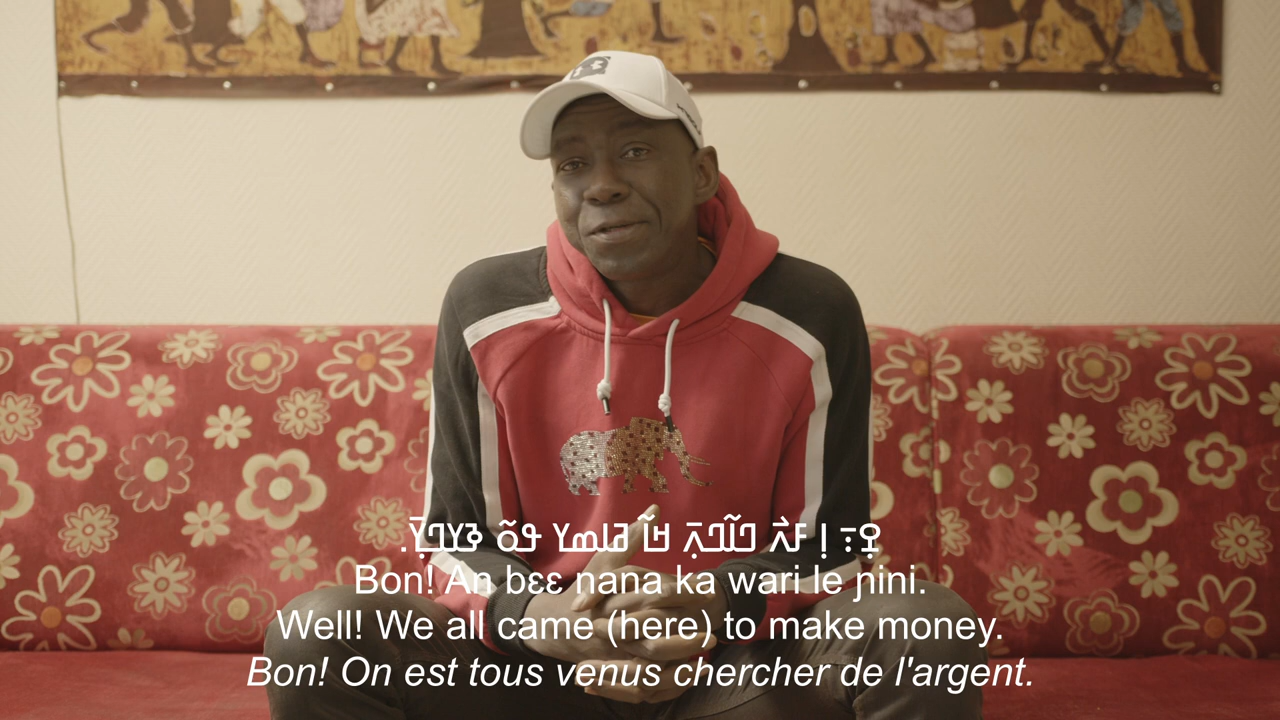 Bon! An bɛɛ nana ka wari le ɲini.
Well! We all came (here) to make money.
Bon! On est tous venus chercher de l'argent.